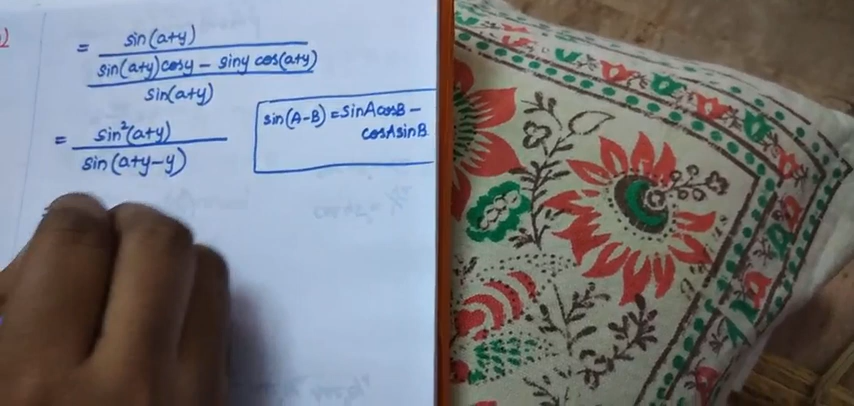 = sin(a+y)
sin(a+y)cosy - siny cos(a+y)
sin(a+y)
= sin²(a+y)
sin(a+y-y)
sin(A-B) = sinAcosB -
cosAsinB